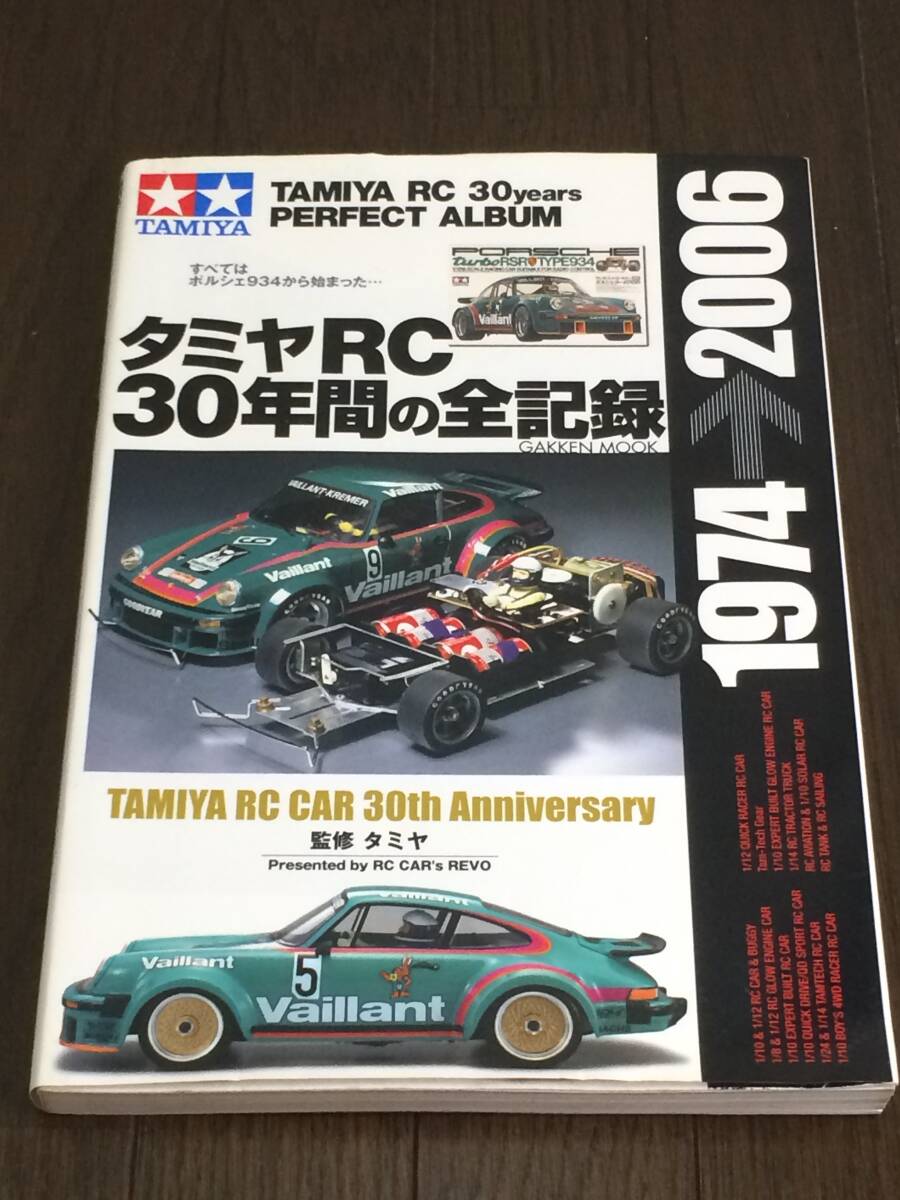 TAMIYA
TAMIYA RC 30years
PERFECT ALBUM
すべては
ポルシェ934から始まった…
PORSCHE
turbo RSR TYPE934
Vaillant
タミヤRC
30年間の全記録
GAKKEN MOOK
1974→2006
VAILLANT-KREMER
Vaillant
9
Vaillant
9
Vaillant
GOODYEAR
TAMIYA RC CAR 30th Anniversary
監修 タミヤ
Presented by RC CAR's REVO
Vaillant
Vaillant
5
Vaillant
1/10 & 1/12 RC CAR & BUGGY
1/8 & 1/12 RC GLOW ENGINE CAR
1/10 EXPERT BUILT RC CAR
1/10 QUICK DRIVE/QD SPORT RC CAR
1/24 & 1/14 TAMTECH RC CAR
1/10 BOY'S 4WD RACER RC CAR
1/12 QUICK RACER RC CAR
Tam-Tech Gear
1/10 EXPERT BUILT GLOW ENGINE RC CAR
1/14 RC TRACTOR TRUCK
RC AVIATION & 1/10 SOLAR RC CAR
RC TANK & RC SAILING